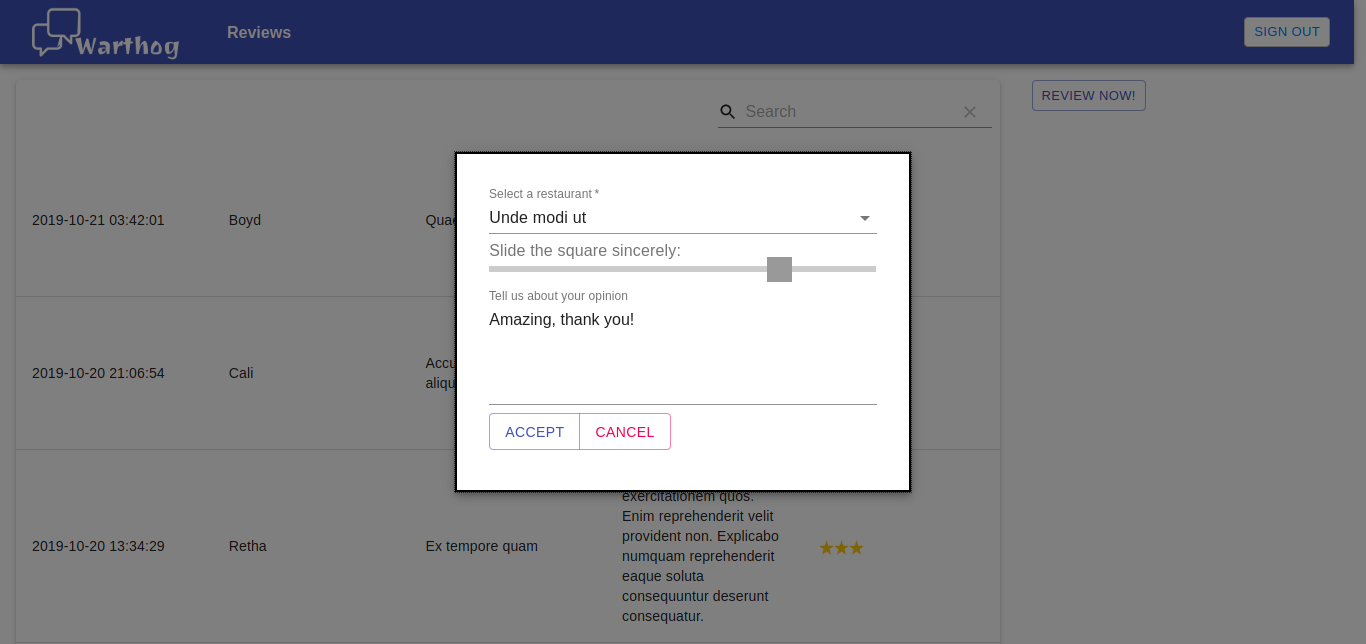 Warthog
Reviews
SIGN OUT
Search
REVIEW NOW!
2019-10-21 03:42:01
Boyd
2019-10-20 21:06:54
Cali
2019-10-20 13:34:29
Retha
Ex tempore quam
exercitationem quos.
Enim reprehenderit velit
provident non. Explicabo
numquam reprehenderit
eaque soluta
consequuntur deserunt
consequatur.
Select a restaurant *
Unde modi ut
Slide the square sincerely:
Tell us about your opinion
Amazing, thank you!
ACCEPT
CANCEL